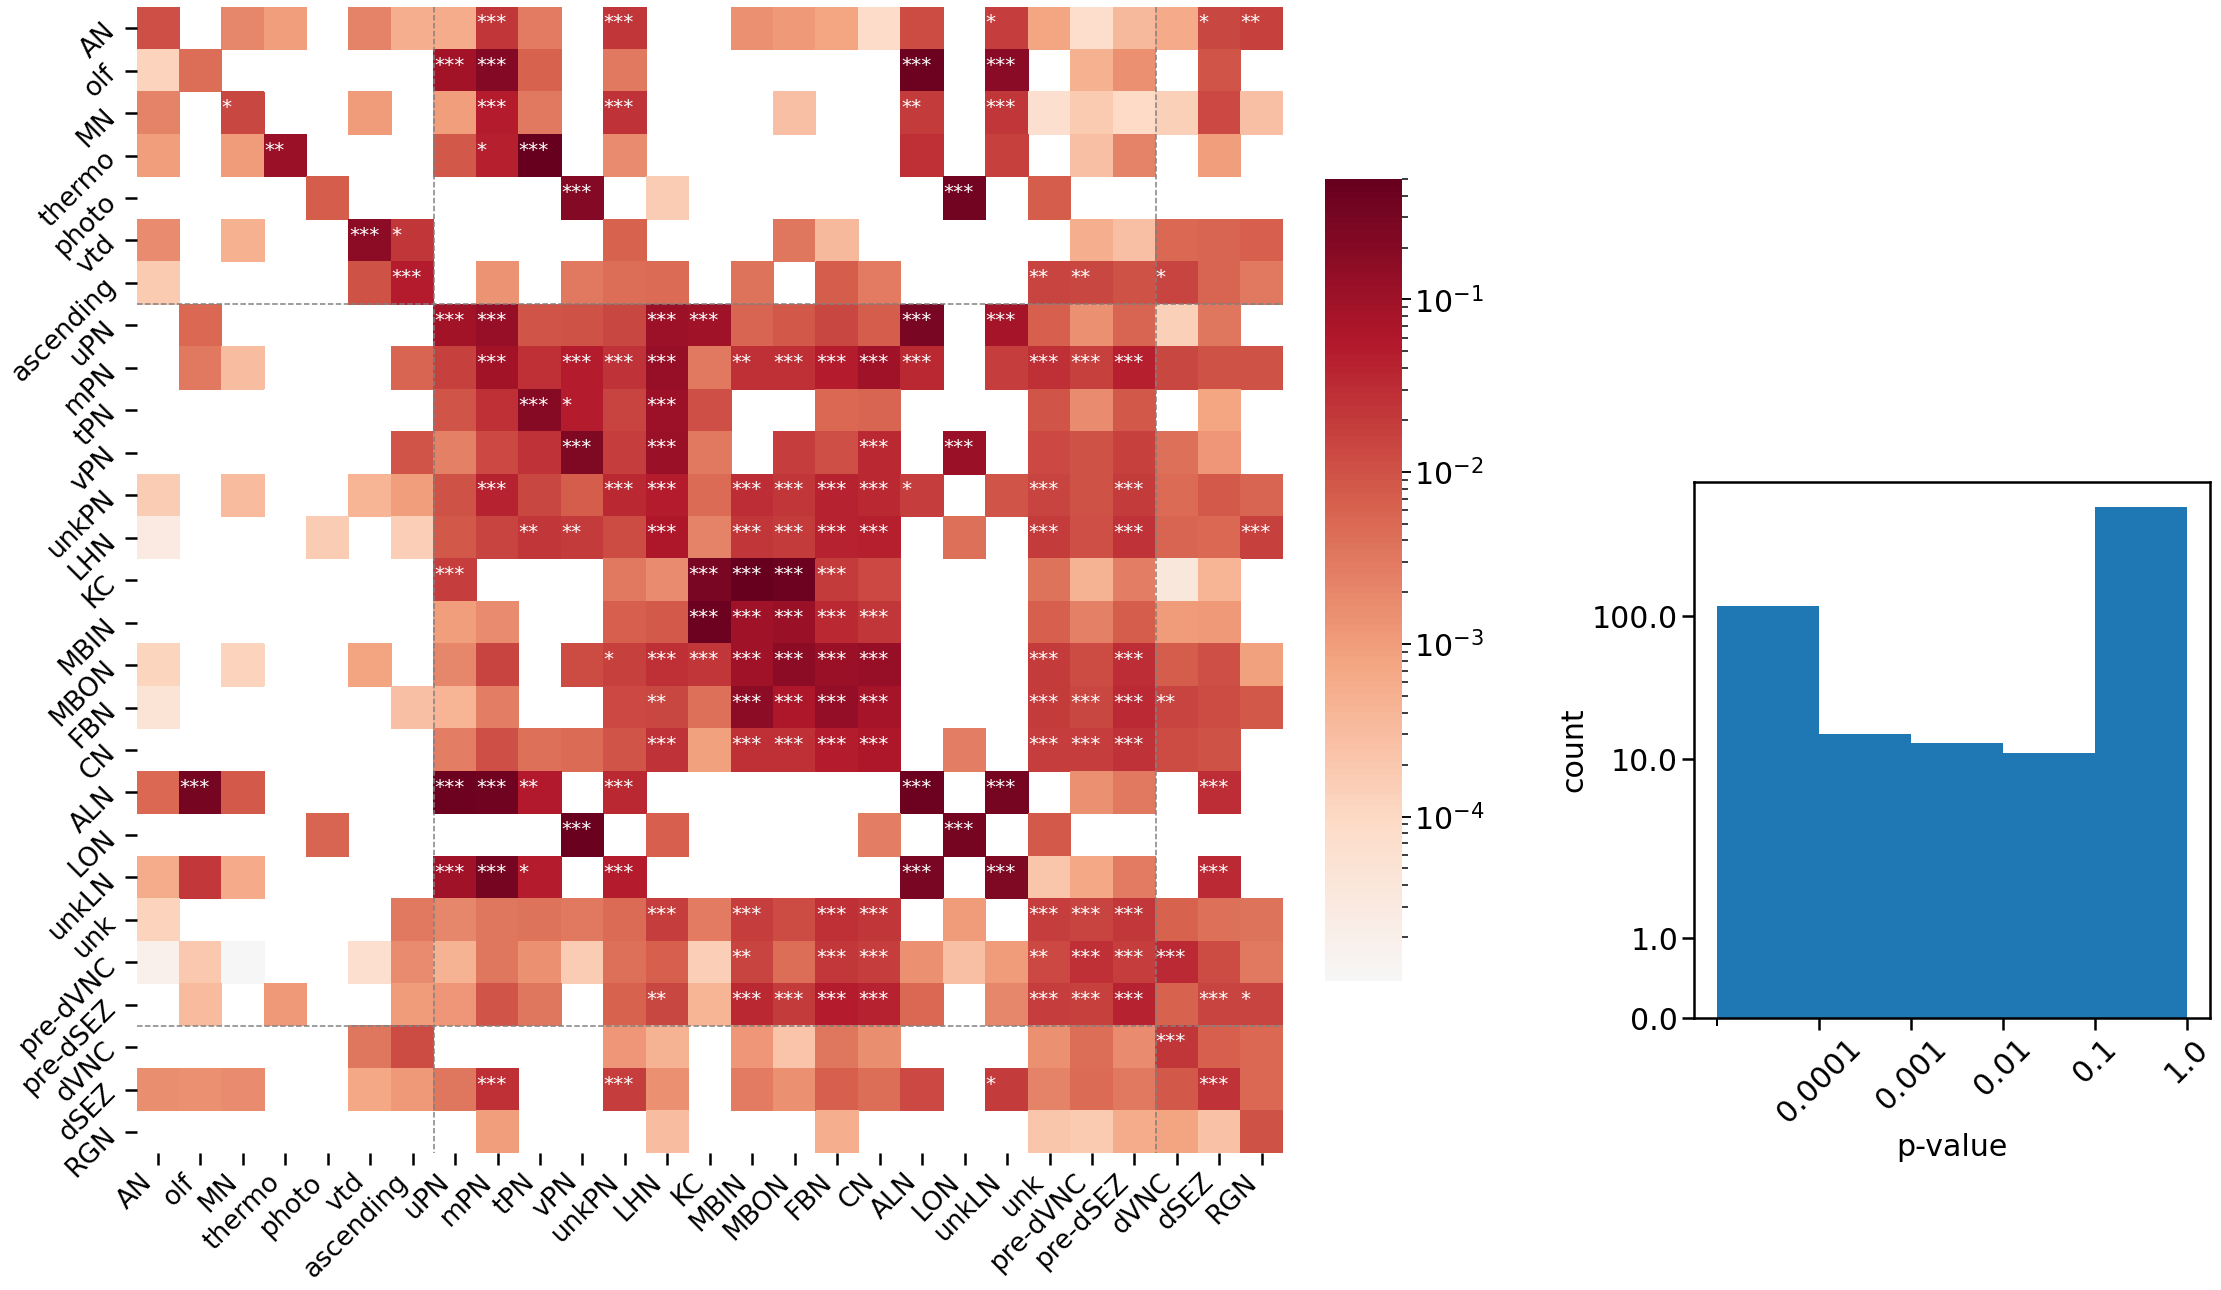 AN *** *** * * **
olf *** *** *** ***
MN * *** *** ** ***
thermo ** * ***
photo *** ***
vtd *** *
ascending *** ** ** *
uPN *** *** *** *** *** ***
mPN *** *** *** *** ** *** *** *** *** *** *** ***
tPN *** * ***
vPN *** *** *** ***
unkPN *** *** *** *** *** *** *** * *** ***
LHN ** ** *** *** *** *** *** *** *** ***
KC *** *** *** *** ***
MBIN *** *** *** *** ***
MBON * *** *** *** *** *** *** *** ***
FBN ** *** *** *** *** *** *** *** **
CN *** *** *** *** *** *** *** ***
ALN *** *** *** ** *** *** *** ***
LON *** ***
unkLN *** *** * *** *** *** ***
unk *** *** *** *** *** *** ***
pre-dVNC ** *** *** ** *** *** ***
pre-dSEZ ** *** *** *** *** *** *** *** *** *
dVNC ***
dSEZ *** *** * ***
RGN
AN olf MN thermo photo vtd ascending uPN mPN tPN vPN unkPN LHN KC MBIN MBON FBN CN ALN LON unkLN unk pre-dVNC pre-dSEZ dVNC dSEZ RGN
10⁻¹
10⁻²
10⁻³
10⁻⁴
count
100.0
10.0
1.0
0.0
0.0001 0.001 0.01 0.1 1.0
p-value